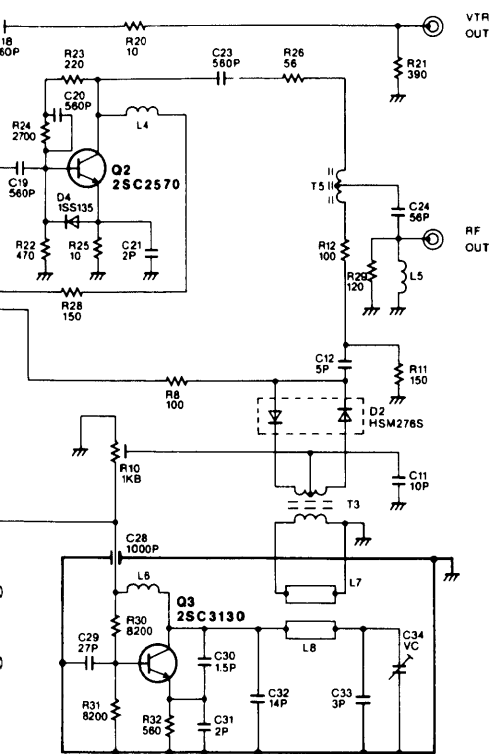 VTR
OUT
R20
10
18
60P
R21
390
R23
220
C23
560P
R26
56
C20
560P
R24
2700
L4
Q2
2SC2570
C19
560P
D4
1SS135
T5
C24
56P
RF
OUT
R22
470
R25
10
C21
2P
R12
100
R29
120
L5
R28
150
C12
5P
R11
150
R8
100
D2
HSM276S
R10
1KB
C11
10P
T3
C28
1000P
L6
L7
Q3
2SC3130
R30
8200
C29
27P
C30
1.5P
L8
C34
VC
C32
14P
C33
3P
R31
8200
R32
560
C31
2P